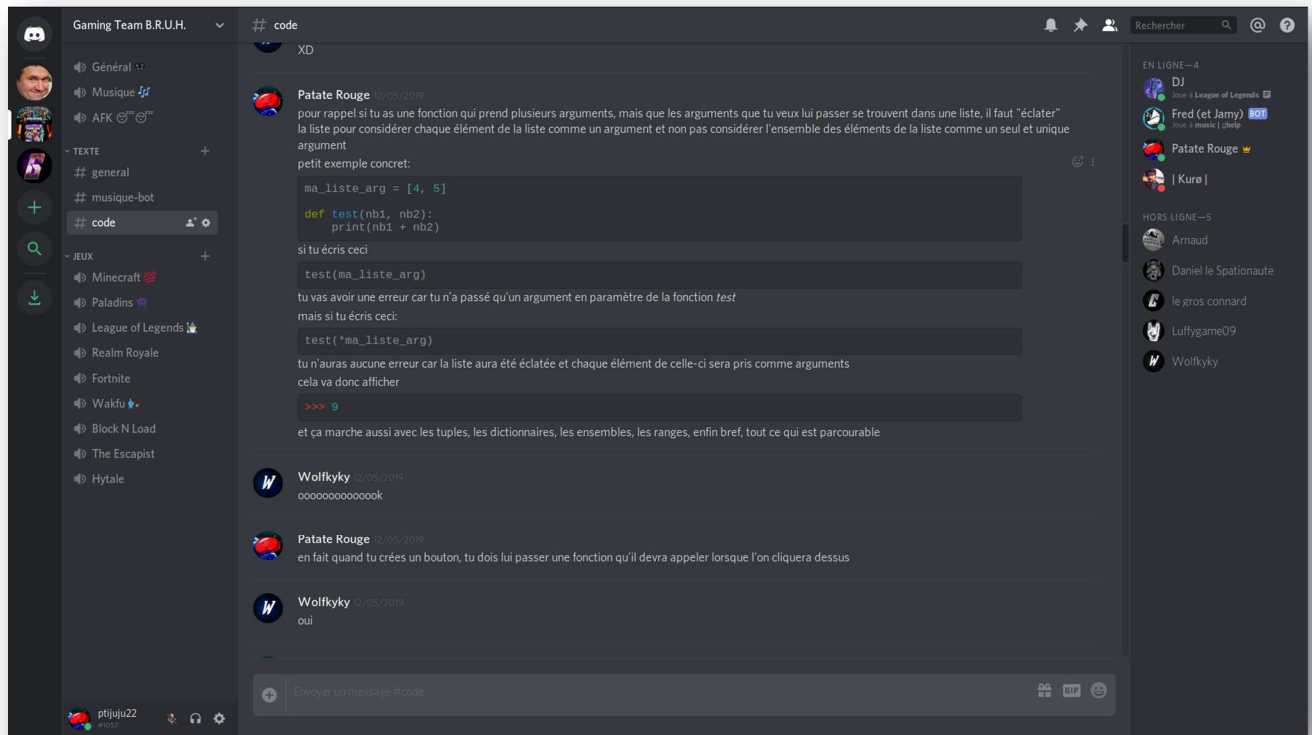 Gaming Team B.R.U.H.
# code
Rechercher
Général
Musique
AFK
TEXTE
# general
# musique-bot
# code
JEUX
Minecraft
Paladins
League of Legends
Realm Royale
Fortnite
Wakfu
Block N Load
The Escapist
Hytale
ptijuju22
#1057
XD
Patate Rouge 12/05/2019
pour rappel si tu as une fonction qui prend plusieurs arguments, mais que les arguments que tu veux lui passer se trouvent dans une liste, il faut "éclater"
la liste pour considérer chaque élément de la liste comme un argument et non pas considérer l'ensemble des éléments de la liste comme un seul et unique
argument
petit exemple concret:
ma_liste_arg = [4, 5]
def test(nb1, nb2):
print(nb1 + nb2)
si tu écris ceci
test(ma_liste_arg)
tu vas avoir une erreur car tu n'a passé qu'un argument en paramètre de la fonction test
mais si tu écris ceci:
test(*ma_liste_arg)
tu n'auras aucune erreur car la liste aura été éclatée et chaque élément de celle-ci sera pris comme arguments
cela va donc afficher
>>> 9
et ça marche aussi avec les tuples, les dictionnaires, les ensembles, les ranges, enfin bref, tout ce qui est parcourable
Wolfkyky 12/05/2019
ooooooooooooook
Patate Rouge 12/05/2019
en fait quand tu crées un bouton, tu dois lui passer une fonction qu'il devra appeler lorsque l'on cliquera dessus
Wolfkyky 12/05/2019
oui
Envoyer un message #code
GIF
EN LIGNE—4
DJ
Joue à League of Legends
Fred (et Jamy) BOT
Joue à music | ;;help
Patate Rouge
| Kurø |
HORS LIGNE—5
Arnaud
Daniel le Spationaute
le gros connard
Luffygame09
Wolfkyky